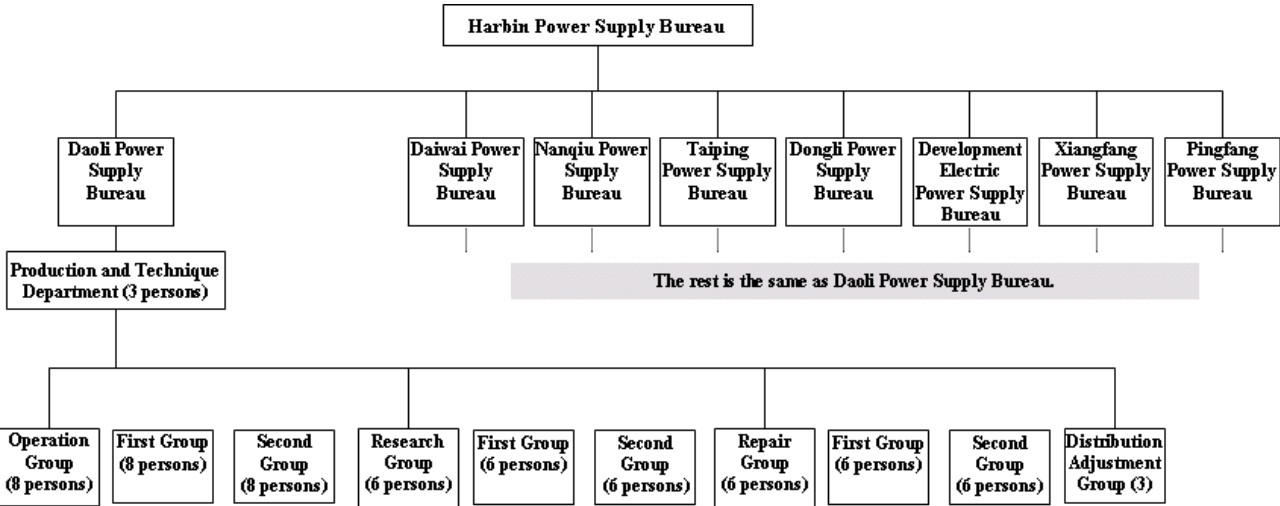 Harbin Power Supply Bureau
Daoli Power
Supply
Bureau
Daiwai Power
Supply
Bureau
Nanqiu Power
Supply
Bureau
Taiping
Power Supply
Bureau
Dongli Power
Supply
Bureau
Development
Electric
Power Supply
Bureau
Xiangfang
Power Supply
Bureau
Pingfang
Power Supply
Bureau
Production and Technique
Department (3 persons)
The rest is the same as Daoli Power Supply Bureau.
Operation
Group
(8 persons)
First Group
(8 persons)
Second
Group
(8 persons)
Research
Group
(6 persons)
First Group
(6 persons)
Second
Group
(6 persons)
Repair
Group
(6 persons)
First Group
(6 persons)
Second
Group
(6 persons)
Distribution
Adjustment
Group (3)